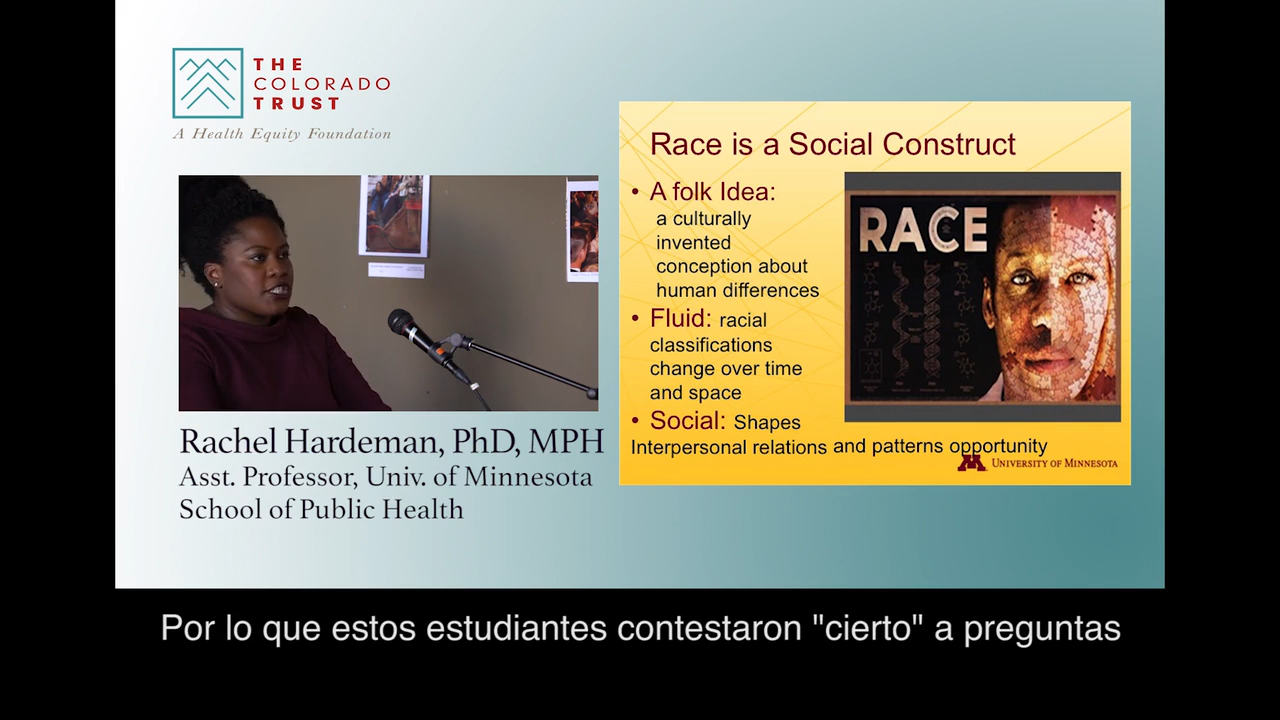 THE
COLORADO
TRUST
A Health Equity Foundation
Rachel Hardeman, PhD, MPH
Asst. Professor, Univ. of Minnesota
School of Public Health
Race is a Social Construct
• A folk Idea:
a culturally
invented
conception about
human differences
• Fluid: racial
classifications
change over time
and space
• Social: Shapes
Interpersonal relations and patterns opportunity
RACE
M UNIVERSITY OF MINNESOTA
Por lo que estos estudiantes contestaron "cierto" a preguntas